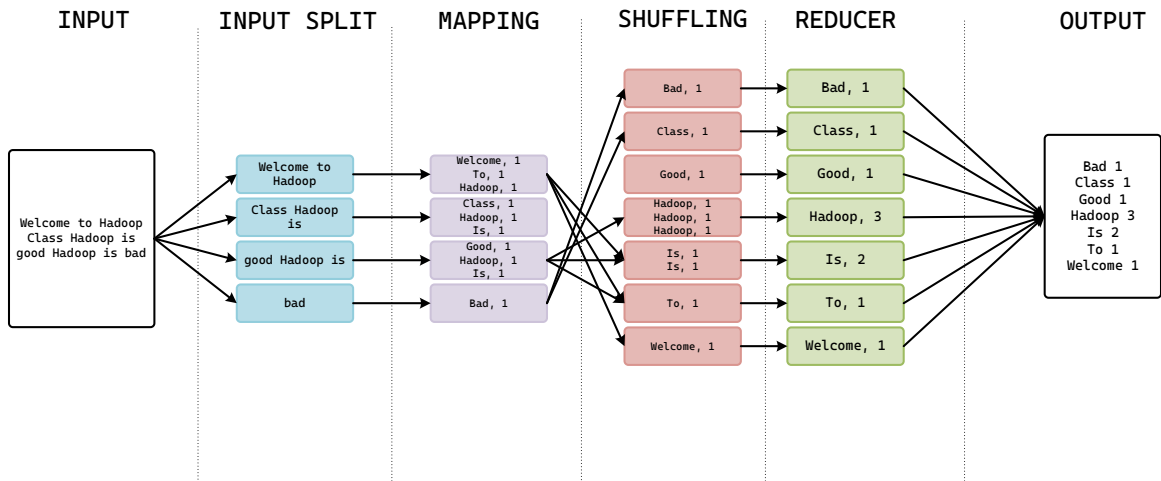 INPUT
INPUT SPLIT
MAPPING
SHUFFLING
REDUCER
OUTPUT
Welcome to Hadoop
Class Hadoop is
good Hadoop is bad
Welcome to
Hadoop
Class Hadoop
is
good Hadoop is
bad
Welcome, 1
To, 1
Hadoop, 1
Class, 1
Hadoop, 1
Is, 1
Good, 1
Hadoop, 1
Is, 1
Bad, 1
Bad, 1
Class, 1
Good, 1
Hadoop, 1
Hadoop, 1
Hadoop, 1
Is, 1
Is, 1
To, 1
Welcome, 1
Bad, 1
Class, 1
Good, 1
Hadoop, 3
Is, 2
To, 1
Welcome, 1
Bad 1
Class 1
Good 1
Hadoop 3
Is 2
To 1
Welcome 1